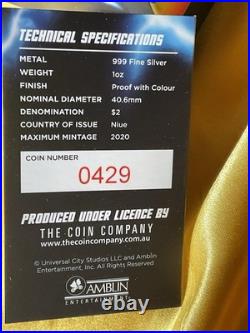 TECHNICAL SPECIFICATIONS
METAL 999 Fine Silver
WEIGHT 1oz
FINISH Proof with Colour
NOMINAL DIAMETER 40.6mm
DENOMINATION $2
COUNTRY OF ISSUE Niue
MAXIMUM MINTAGE 2020
COIN NUMBER
0429
PRODUCED UNDER LICENCE BY
THE COIN COMPANY
www.thecoincompany.com.au
© Universal City Studios LLC and Amblin
Entertainment, Inc. All Rights Reserved.
AMBLIN
ENTERTAINMENT